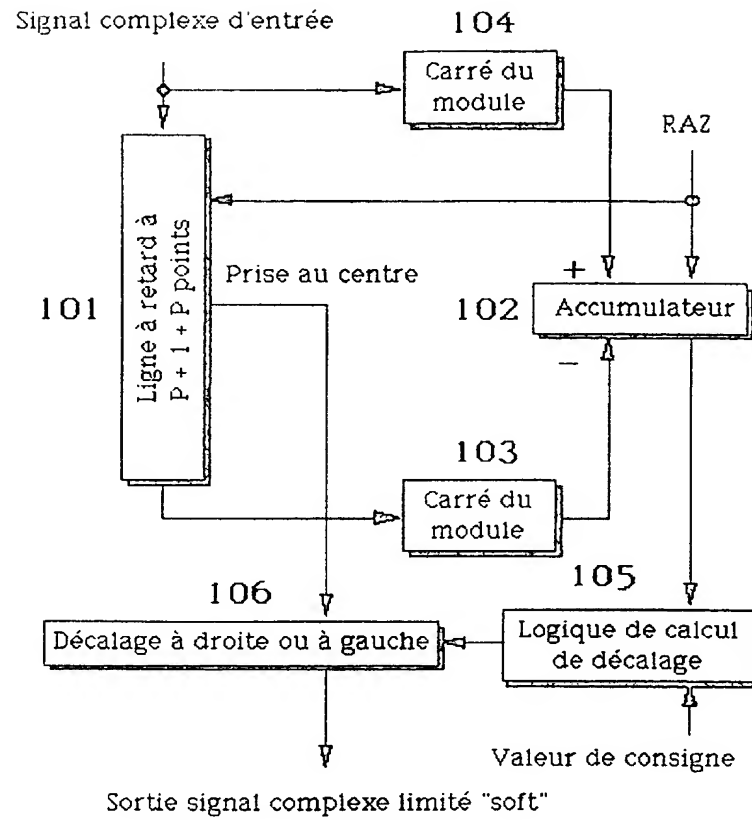 Signal complexe d'entrée
104
Carré du
module
RAZ
Ligne à retard à
P + 1 + P points
101
Prise au centre
+
102
Accumulateur
–
103
Carré du
module
105
106
Décalage à droite ou à gauche
Logique de calcul
de décalage
Valeur de consigne
Sortie signal complexe limité "soft"